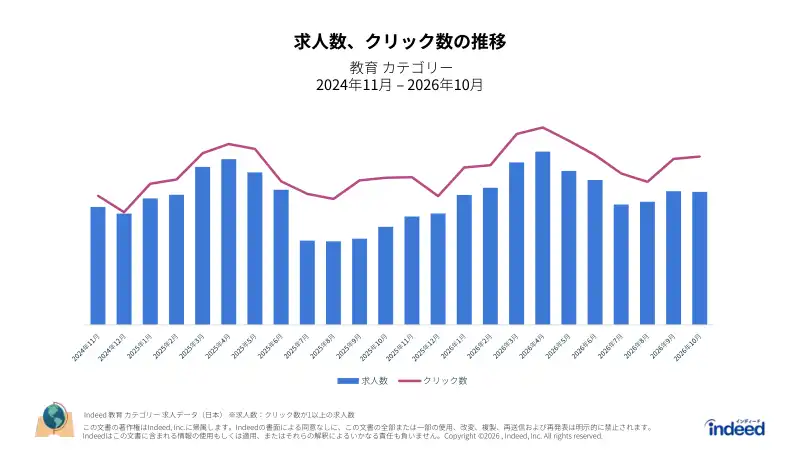 求人数、クリック数の推移
教育 カテゴリー
2024年11月 – 2026年10月
2024年11月
2024年12月
2025年1月
2025年2月
2025年3月
2025年4月
2025年5月
2025年6月
2025年7月
2025年8月
2025年9月
2025年10月
2025年11月
2025年12月
2026年1月
2026年2月
2026年3月
2026年4月
2026年5月
2026年6月
2026年7月
2026年8月
2026年9月
2026年10月
求人数 クリック数
Indeed 教育 カテゴリー 求人データ（日本） ※求人数：クリック数が1以上の求人数
この文書の著作権はIndeed, Inc.に帰属します。Indeedの書面による同意なしに、この文書の全部または一部の使用、改変、複製、再送信および再発表は明示的に禁止されます。
Indeedはこの文書に含まれる情報の使用もしくは適用、またはそれらの解釈によるいかなる責任も負いません。Copyright ©2026 , Indeed, Inc. All rights reserved.
インディード
indeed